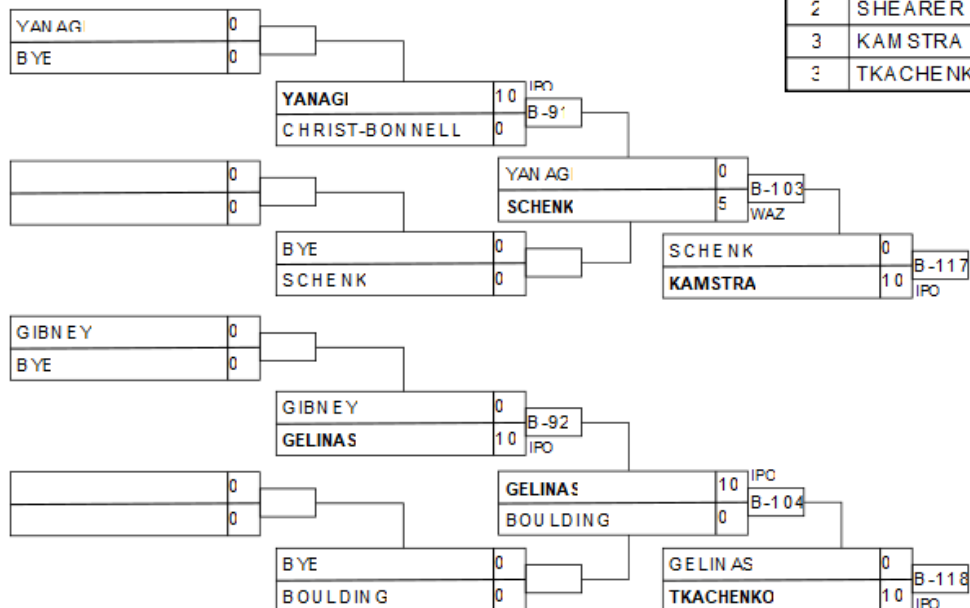 2 SHEARER
3 KAMSTRA
3 TKACHENK
YANAGI 0
BYE 0
YANAGI 10 IPO
B-91
CHRIST-BONNELL 0
0
0
YANAGI 0
B-103
SCHENK 5 WAZ
BYE 0
SCHENK 0
SCHENK 0
B-117
KAMSTRA 10 IPO
GIBNEY 0
BYE 0
GIBNEY 0
B-92
GELINAS 10 IPO
0
0
GELINAS 10 IPO
B-104
BOULDING 0
BYE 0
BOULDING 0
GELINAS 0
B-118
TKACHENKO 10 IPO